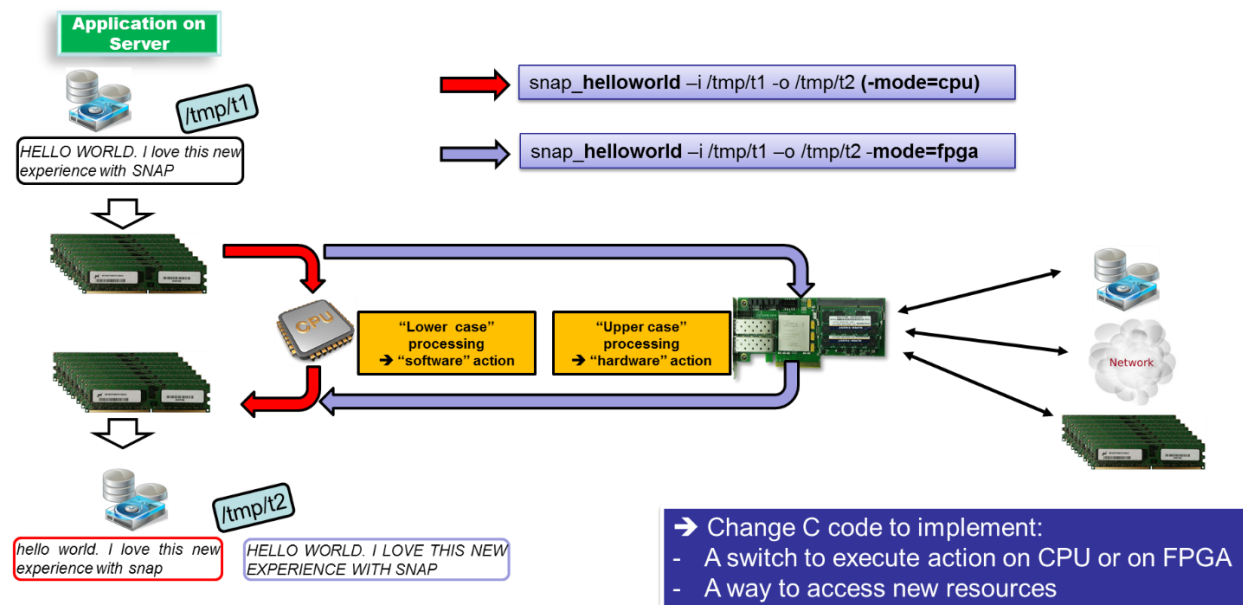 Application on
Server
/tmp/t1
HELLO WORLD. I love this new
experience with SNAP
snap_helloworld –i /tmp/t1 -o /tmp/t2 (-mode=cpu)
snap_helloworld –i /tmp/t1 –o /tmp/t2 -mode=fpga
CPU
“Lower case”
processing
➔ “software” action
“Upper case”
processing
➔ “hardware” action
Network
/tmp/t2
hello world. I love this new
experience with snap
HELLO WORLD. I LOVE THIS NEW
EXPERIENCE WITH SNAP
➔ Change C code to implement:
- A switch to execute action on CPU or on FPGA
- A way to access new resources